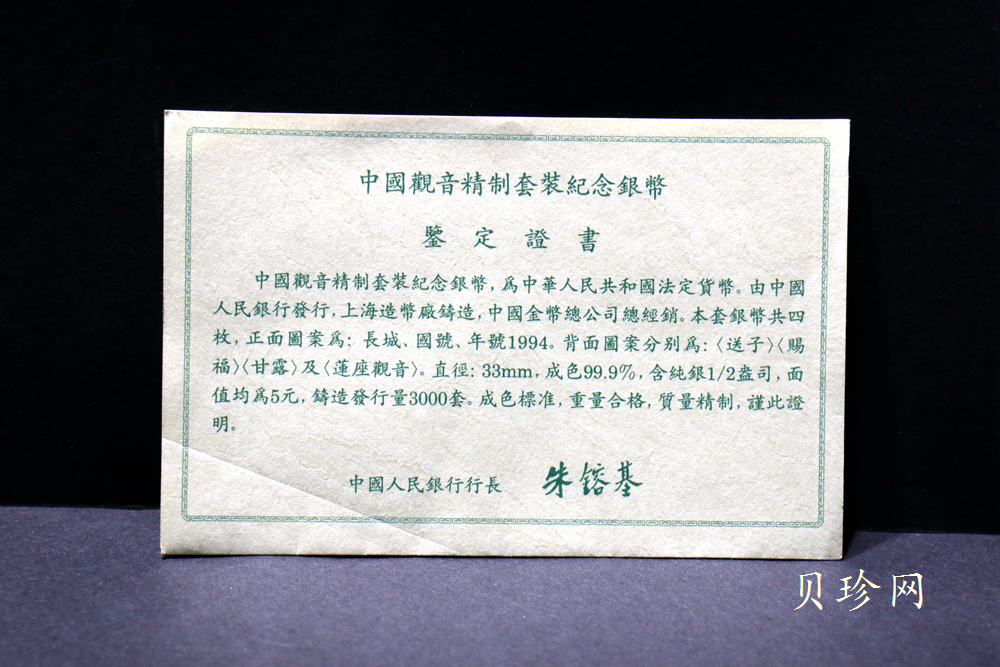 中國觀音精制套裝紀念銀幣
鑒定證書
中國觀音精制套裝紀念銀幣，爲中華人民共和國法定貨幣。由中國
人民銀行發行，上海造幣廠鑄造，中國金幣總公司總經銷。本套銀幣共四
枚，正面圖案爲：長城、國號、年號1994。背面圖案分别爲：〈送子〉〈賜
福〉〈甘露〉及〈蓮座觀音〉。直徑：33mm，成色99.9%，含純銀1/2盎司，面
值均爲5元，鑄造發行量3000套。成色標准，重量合格，質量精制，謹此證
明。
中國人民銀行行長 朱鎔基
贝珍网